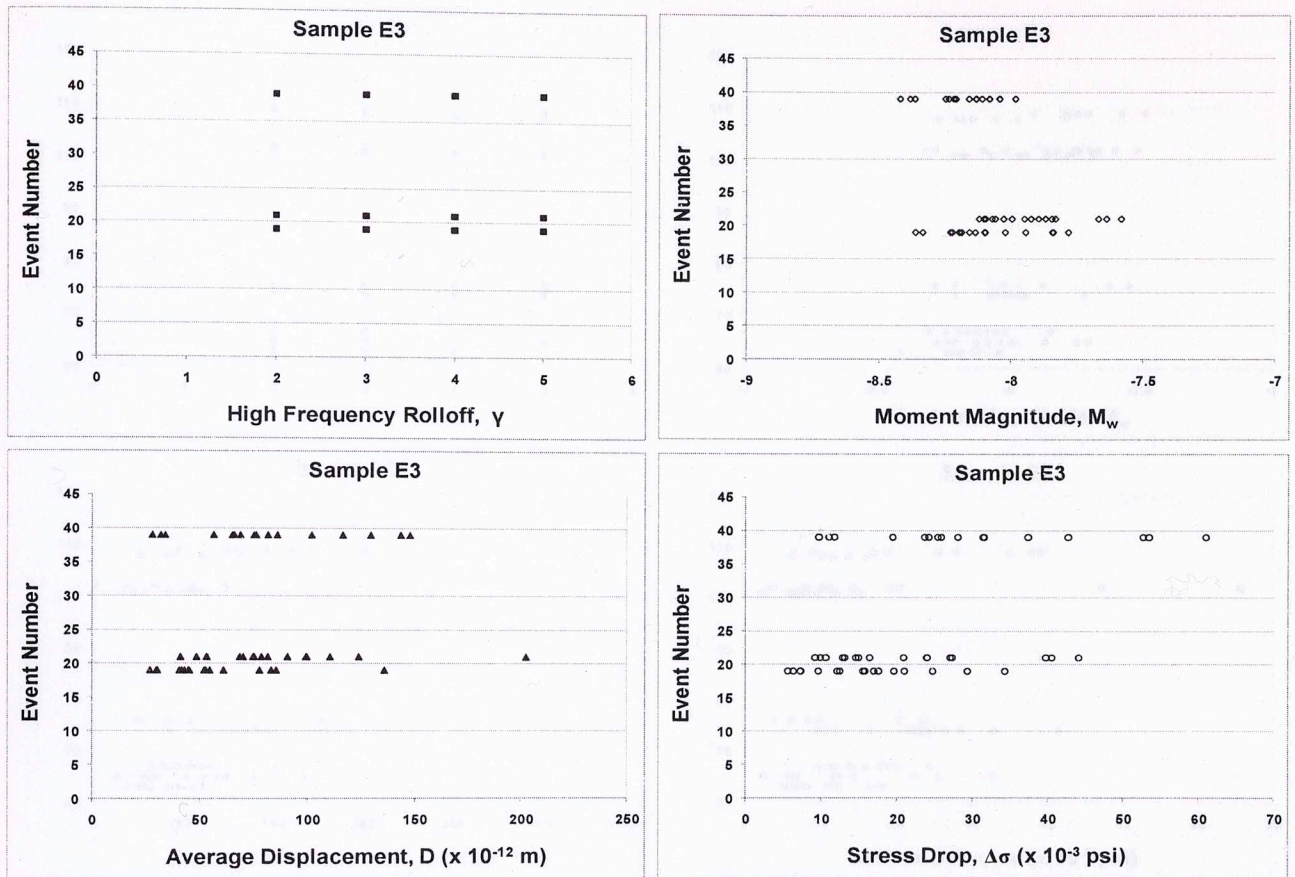 Sample E3
45
40
35
30
25
20
15
10
5
0
Event Number
0 1 2 3 4 5 6
High Frequency Rolloff, γ
Sample E3
45
40
35
30
25
20
15
10
5
0
Event Number
-9 -8.5 -8 -7.5 -7
Moment Magnitude, Mw
Sample E3
45
40
35
30
25
20
15
10
5
0
Event Number
0 50 100 150 200 250
Average Displacement, D (x 10-12 m)
Sample E3
45
40
35
30
25
20
15
10
5
0
Event Number
0 10 20 30 40 50 60 70
Stress Drop, Δσ (x 10-3 psi)